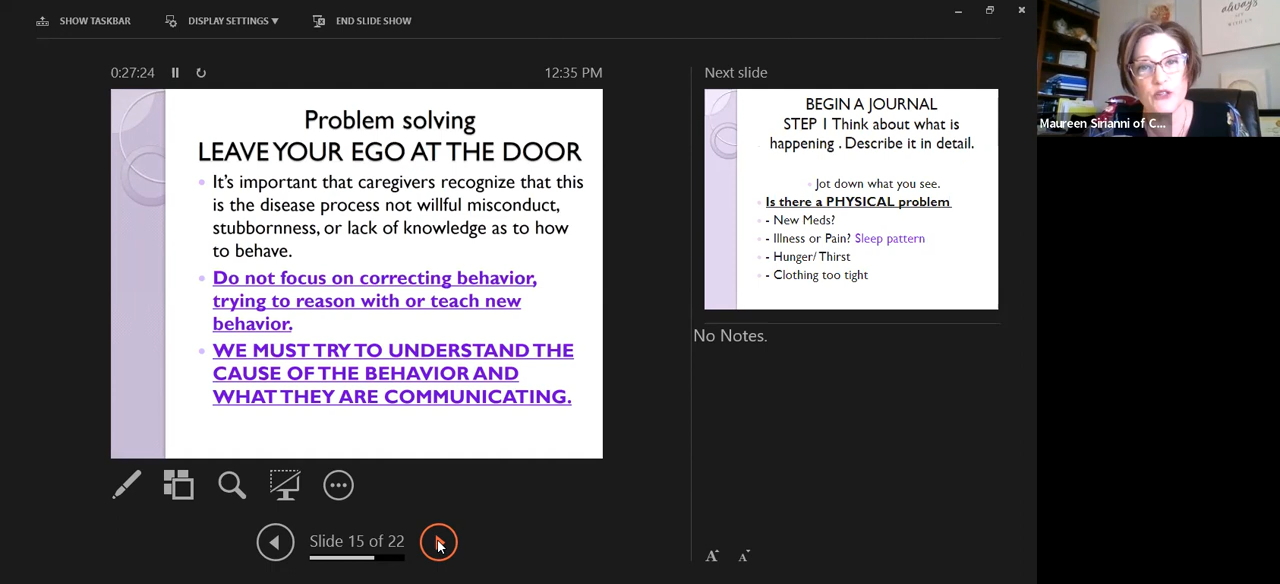 SHOW TASKBAR
DISPLAY SETTINGS ▼
END SLIDE SHOW
0:27:24
12:35 PM
Problem solving
LEAVE YOUR EGO AT THE DOOR
• It's important that caregivers recognize that this
is the disease process not willful misconduct,
stubbornness, or lack of knowledge as to how
to behave.
• Do not focus on correcting behavior,
trying to reason with or teach new
behavior.
• WE MUST TRY TO UNDERSTAND THE
CAUSE OF THE BEHAVIOR AND
WHAT THEY ARE COMMUNICATING.
Slide 15 of 22
Next slide
BEGIN A JOURNAL
STEP 1 Think about what is
happening . Describe it in detail.
• Jot down what you see.
• Is there a PHYSICAL problem
• - New Meds?
• - Illness or Pain? Sleep pattern
• - Hunger/ Thirst
• - Clothing too tight
No Notes.
A A
always
WITH US
Maureen Sirianni of C...